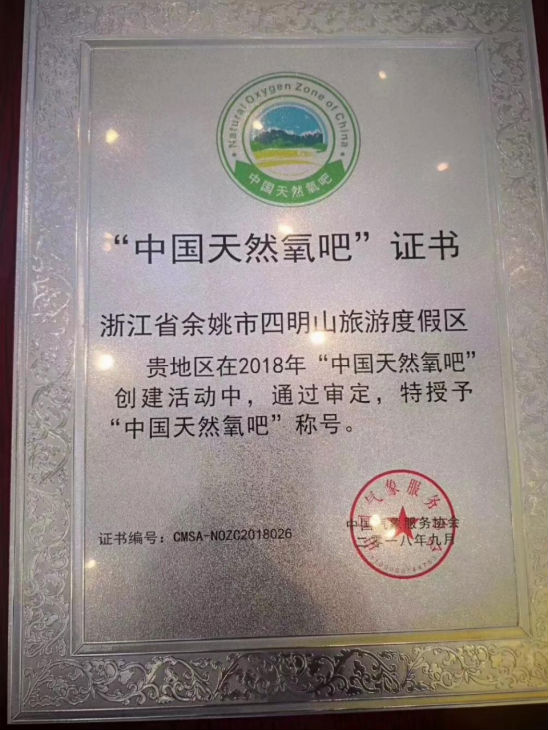 Natural Oxygen Zone of China
中国天然氧吧
“中国天然氧吧”证书
浙江省余姚市四明山旅游度假区
贵地区在2018年“中国天然氧吧”
创建活动中，通过审定，特授予
“中国天然氧吧”称号。
中国气象服务协会
证书编号：CMSA-NOZC2018026
二零一八年九月